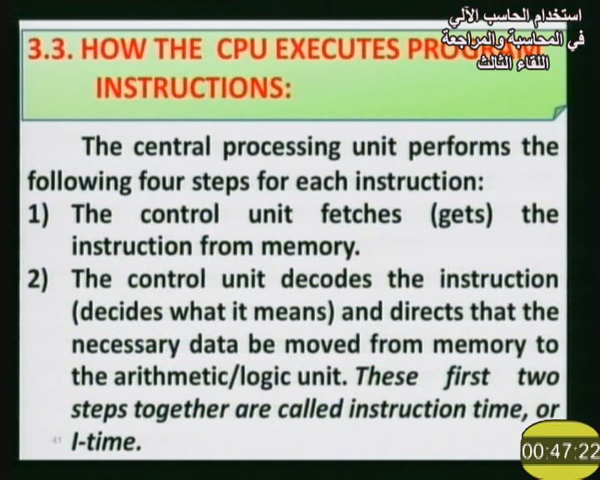 استخدام الحاسب الآلي
في المحاسبة والمراجعة
اللقاء الثالث
3.3. HOW THE CPU EXECUTES PROGRAM
INSTRUCTIONS:
The central processing unit performs the
following four steps for each instruction:
1) The control unit fetches (gets) the
instruction from memory.
2) The control unit decodes the instruction
(decides what it means) and directs that the
necessary data be moved from memory to
the arithmetic/logic unit. These first two
steps together are called instruction time, or
I-time.
41
00:47:22